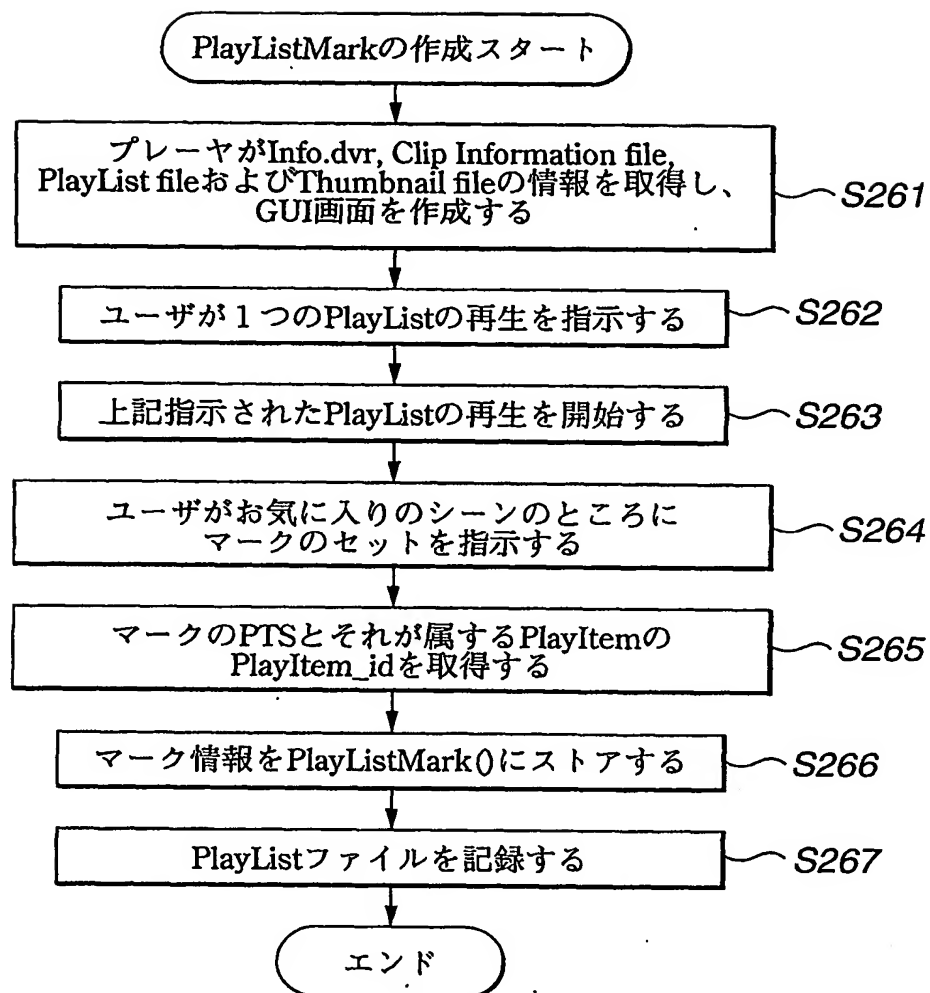 PlayListMarkの作成スタート
プレーヤがInfo.dvr, Clip Information file,
PlayList fileおよびThumbnail fileの情報を取得し、
GUI画面を作成する
S261
ユーザが１つのPlayListの再生を指示する
S262
上記指示されたPlayListの再生を開始する
S263
ユーザがお気に入りのシーンのところに
マークのセットを指示する
S264
マークのPTSとそれが属するPlayItemの
PlayItem_idを取得する
S265
マーク情報をPlayListMark()にストアする
S266
PlayListファイルを記録する
S267
エンド